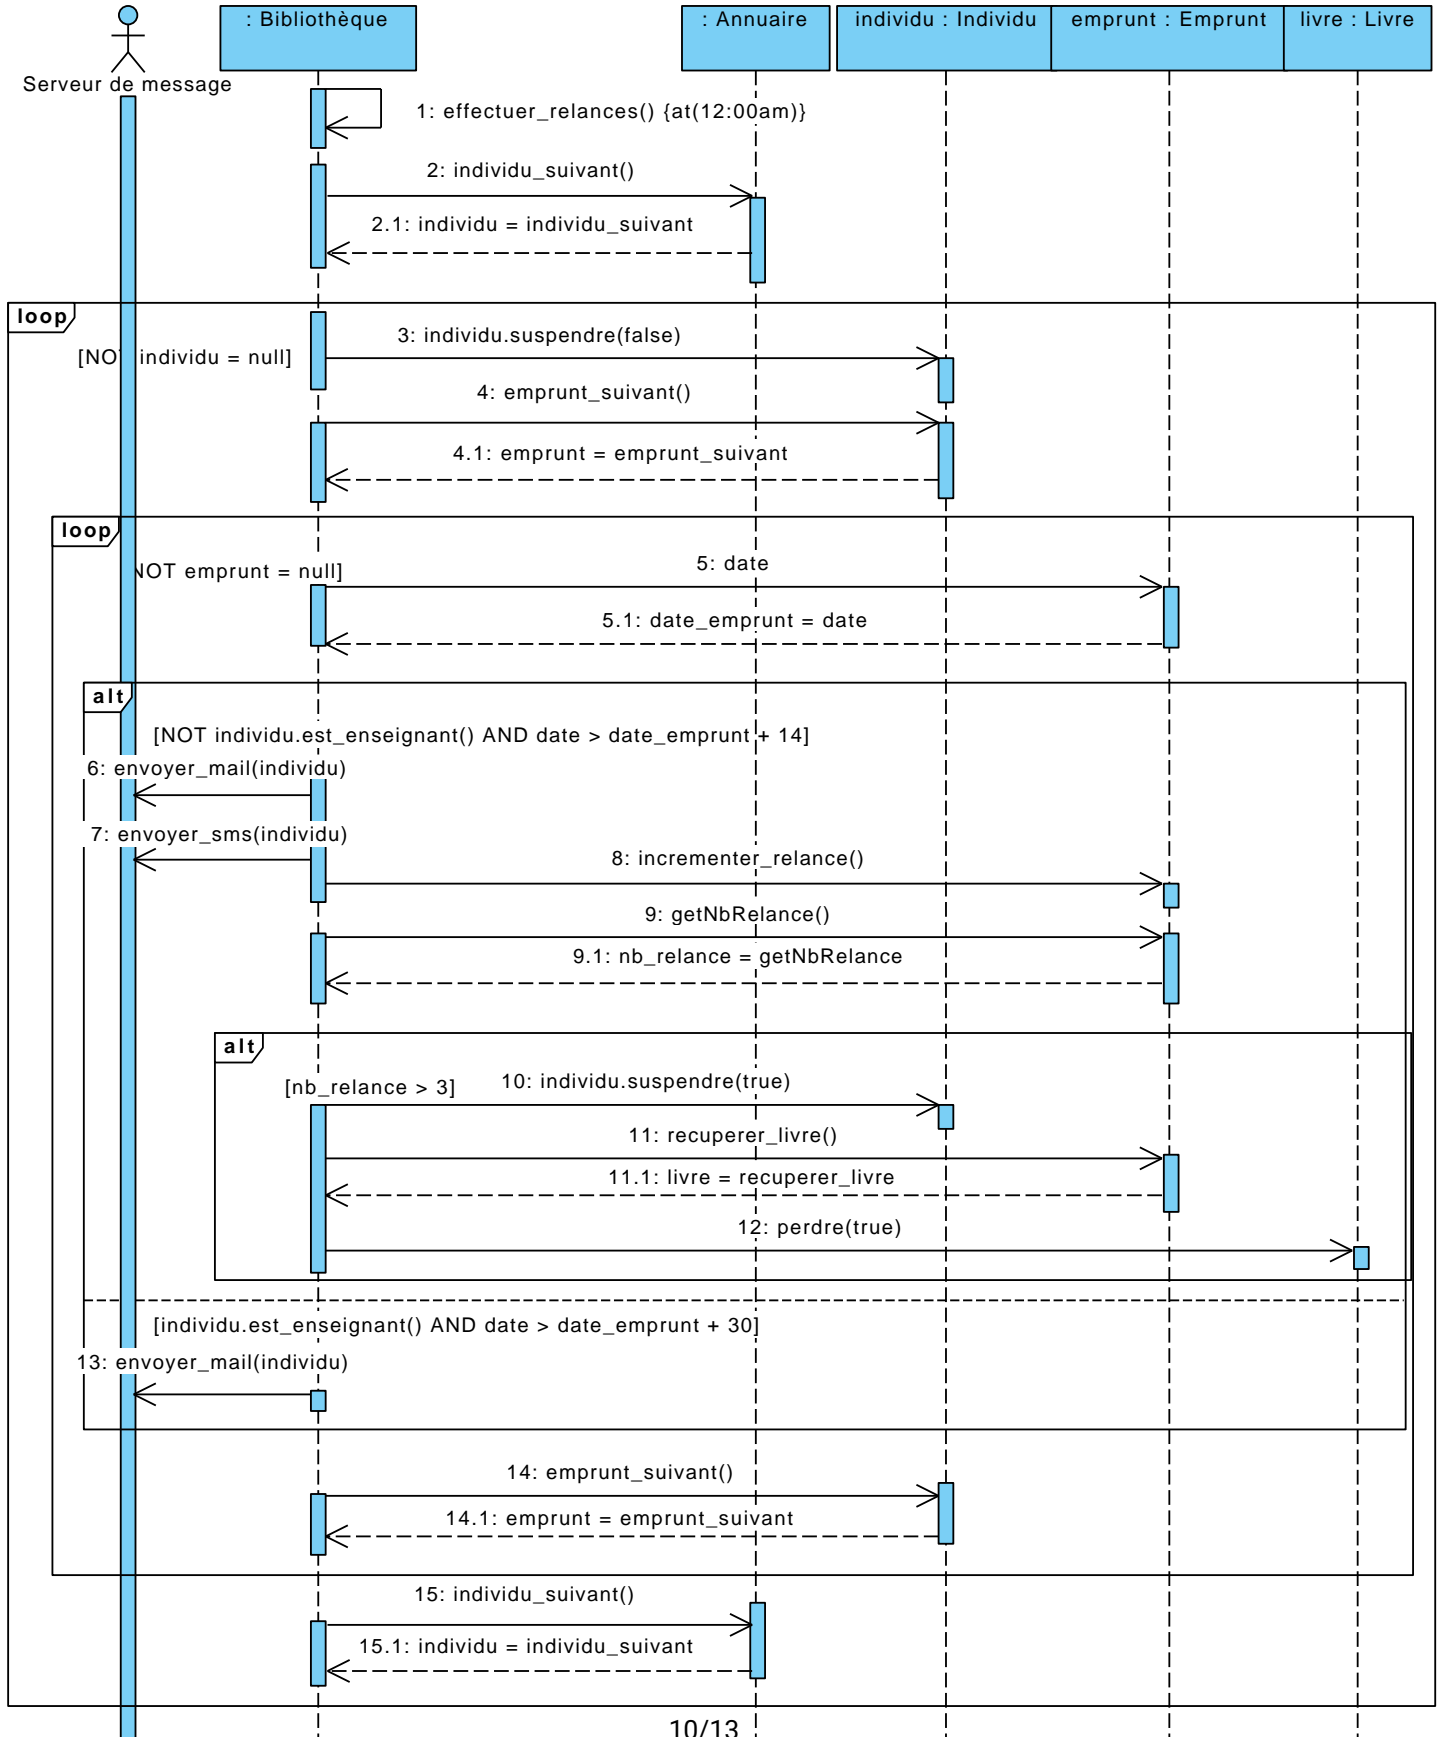 : Bibliothèque
: Annuaire
individu : Individu
emprunt : Emprunt
livre : Livre
Serveur de message
1: effectuer_relances() {at(12:00am)}
2: individu_suivant()
2.1: individu = individu_suivant
loop
3: individu.suspendre(false)
[NOT individu = null]
4: emprunt_suivant()
4.1: emprunt = emprunt_suivant
loop
5: date
NOT emprunt = null]
5.1: date_emprunt = date
alt
[NOT individu.est_enseignant() AND date > date_emprunt + 14]
6: envoyer_mail(individu)
7: envoyer_sms(individu)
8: incrementer_relance()
9: getNbRelance()
9.1: nb_relance = getNbRelance
alt
[nb_relance > 3]
10: individu.suspendre(true)
11: recuperer_livre()
11.1: livre = recuperer_livre
12: perdre(true)
[individu.est_enseignant() AND date > date_emprunt + 30]
13: envoyer_mail(individu)
14: emprunt_suivant()
14.1: emprunt = emprunt_suivant
15: individu_suivant()
15.1: individu = individu_suivant
10/13